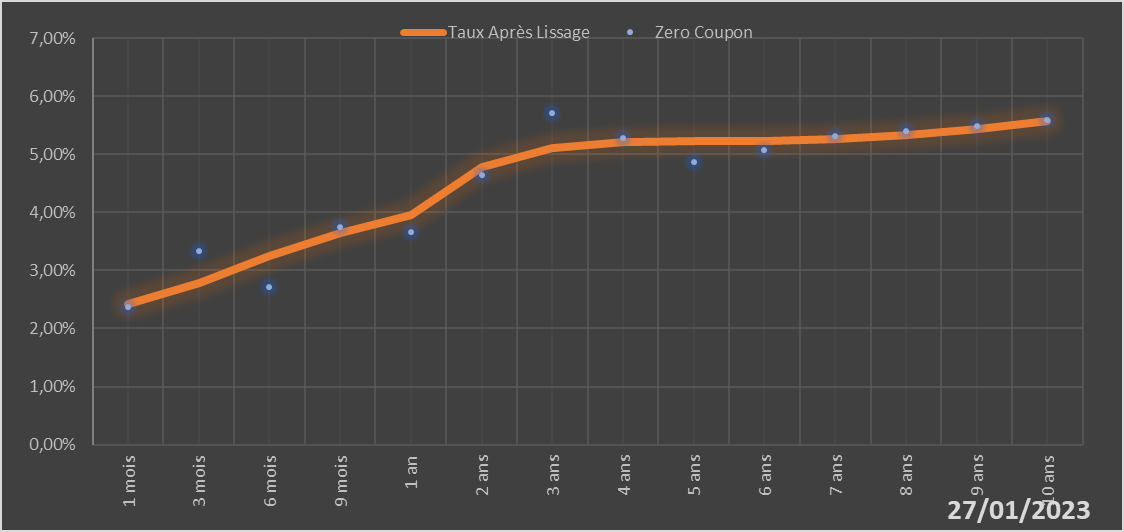 Taux Après Lissage
Zero Coupon
7,00%
6,00%
5,00%
4,00%
3,00%
2,00%
1,00%
0,00%
1 mois
3 mois
6 mois
9 mois
1 an
2 ans
3 ans
4 ans
5 ans
6 ans
7 ans
8 ans
9 ans
10 ans
27/01/2023